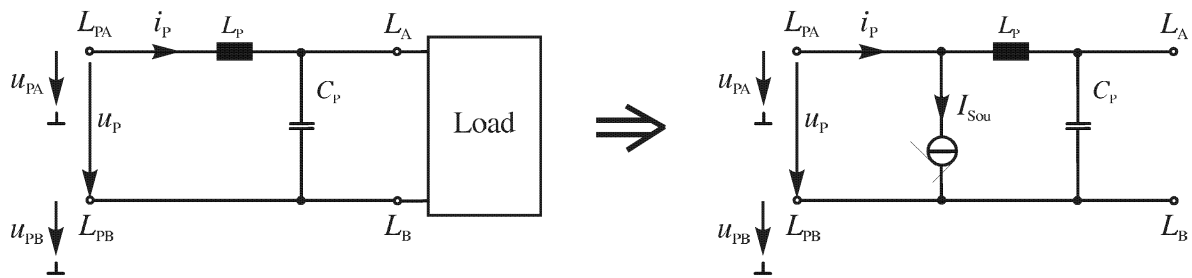 L_PA i_P L_P L_A
u_PA u_P C_P Load
u_PB L_PB L_B
L_PA i_P L_P L_A
u_PA u_P I_Sou C_P
u_PB L_PB L_B